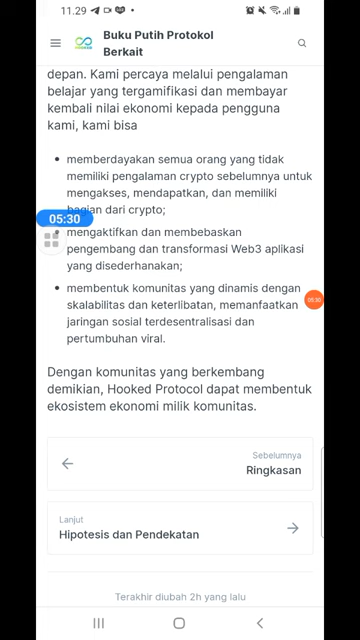 11.29
Buku Putih Protokol
Berkait
depan. Kami percaya melalui pengalaman
belajar yang tergamifikasi dan membayar
kembali nilai ekonomi kepada pengguna
kami, kami bisa
memberdayakan semua orang yang tidak
memiliki pengalaman crypto sebelumnya untuk
mengakses, mendapatkan, dan memiliki
bagian dari crypto;
05:30
mengaktifkan dan membebaskan
pengembang dan transformasi Web3 aplikasi
yang disederhanakan;
membentuk komunitas yang dinamis dengan
skalabilitas dan keterlibatan, memanfaatkan
jaringan sosial terdesentralisasi dan
pertumbuhan viral.
05:30
Dengan komunitas yang berkembang
demikian, Hooked Protocol dapat membentuk
ekosistem ekonomi milik komunitas.
Sebelumnya
Ringkasan
Lanjut
Hipotesis dan Pendekatan
Terakhir diubah 2h yang lalu